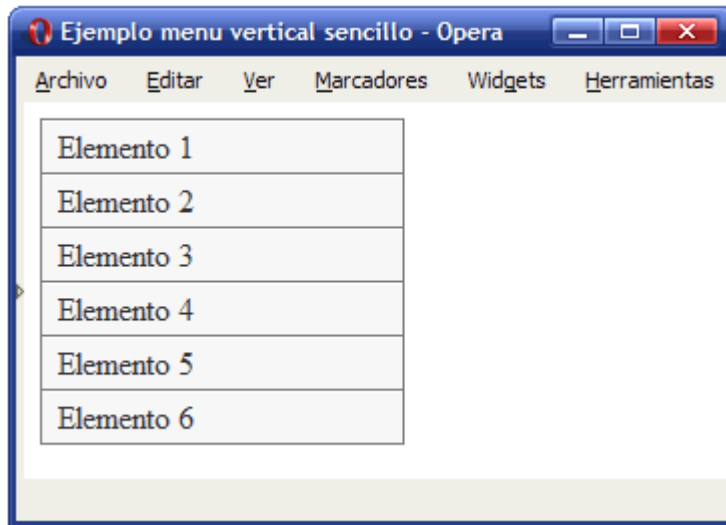 Ejemplo menu vertical sencillo - Opera
Archivo Editar Ver Marcadores Widgets Herramientas
Elemento 1
Elemento 2
Elemento 3
Elemento 4
Elemento 5
Elemento 6